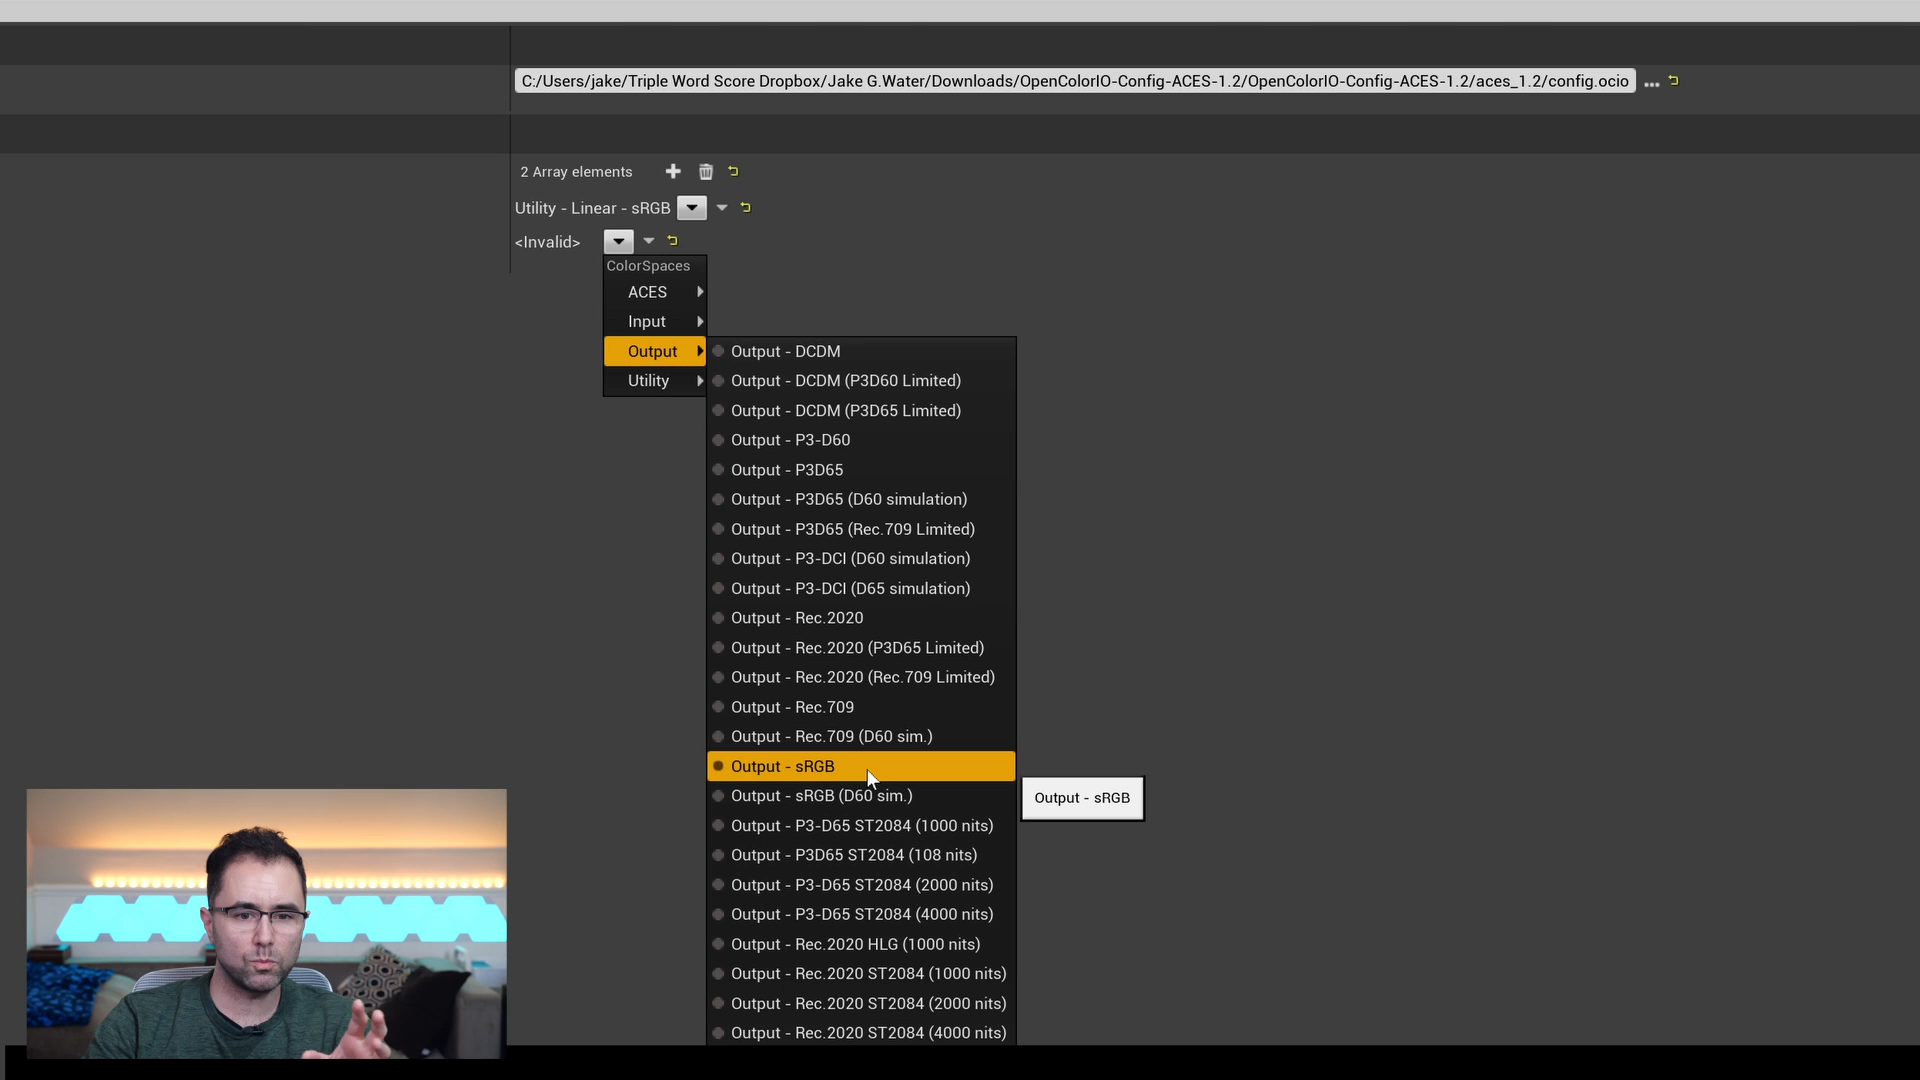 C:/Users/jake/Triple Word Score Dropbox/Jake G.Water/Downloads/OpenColorIO-Config-ACES-1.2/OpenColorIO-Config-ACES-1.2/aces_1.2/config.ocio
2 Array elements
Utility - Linear - sRGB
<Invalid>
ColorSpaces
ACES
Input
Output
Utility
Output - DCDM
Output - DCDM (P3D60 Limited)
Output - DCDM (P3D65 Limited)
Output - P3-D60
Output - P3D65
Output - P3D65 (D60 simulation)
Output - P3D65 (Rec.709 Limited)
Output - P3-DCI (D60 simulation)
Output - P3-DCI (D65 simulation)
Output - Rec.2020
Output - Rec.2020 (P3D65 Limited)
Output - Rec.2020 (Rec.709 Limited)
Output - Rec.709
Output - Rec.709 (D60 sim.)
Output - sRGB
Output - sRGB (D60 sim.)
Output - sRGB
Output - P3-D65 ST2084 (1000 nits)
Output - P3D65 ST2084 (108 nits)
Output - P3-D65 ST2084 (2000 nits)
Output - P3-D65 ST2084 (4000 nits)
Output - Rec.2020 HLG (1000 nits)
Output - Rec.2020 ST2084 (1000 nits)
Output - Rec.2020 ST2084 (2000 nits)
Output - Rec.2020 ST2084 (4000 nits)